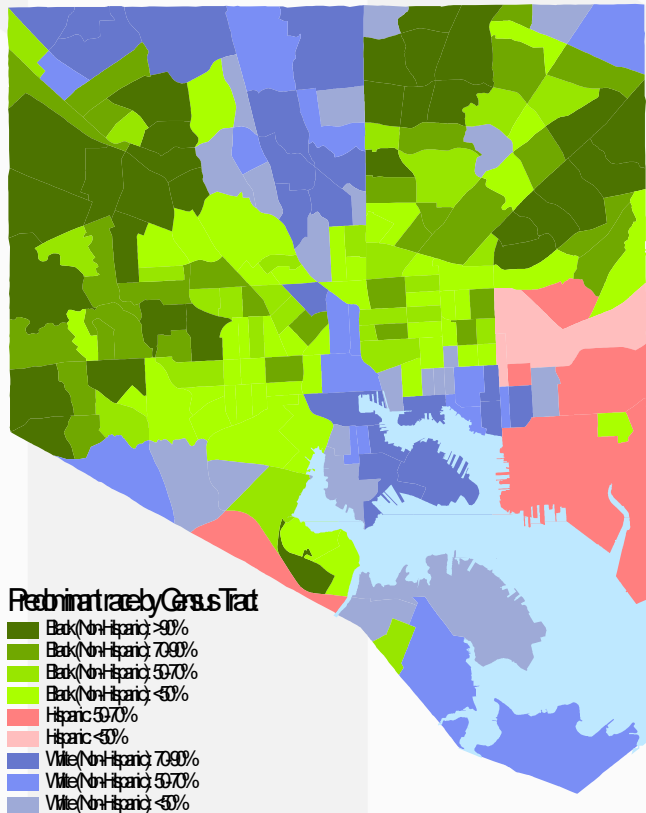 Predominant race by Census Tract
Black (Non-Hispanic): >90%
Black (Non-Hispanic): 70-90%
Black (Non-Hispanic): 50-70%
Black (Non-Hispanic): <50%
Hispanic: 50-70%
Hispanic: <50%
White (Non-Hispanic): 70-90%
White (Non-Hispanic): 50-70%
White (Non-Hispanic): <50%